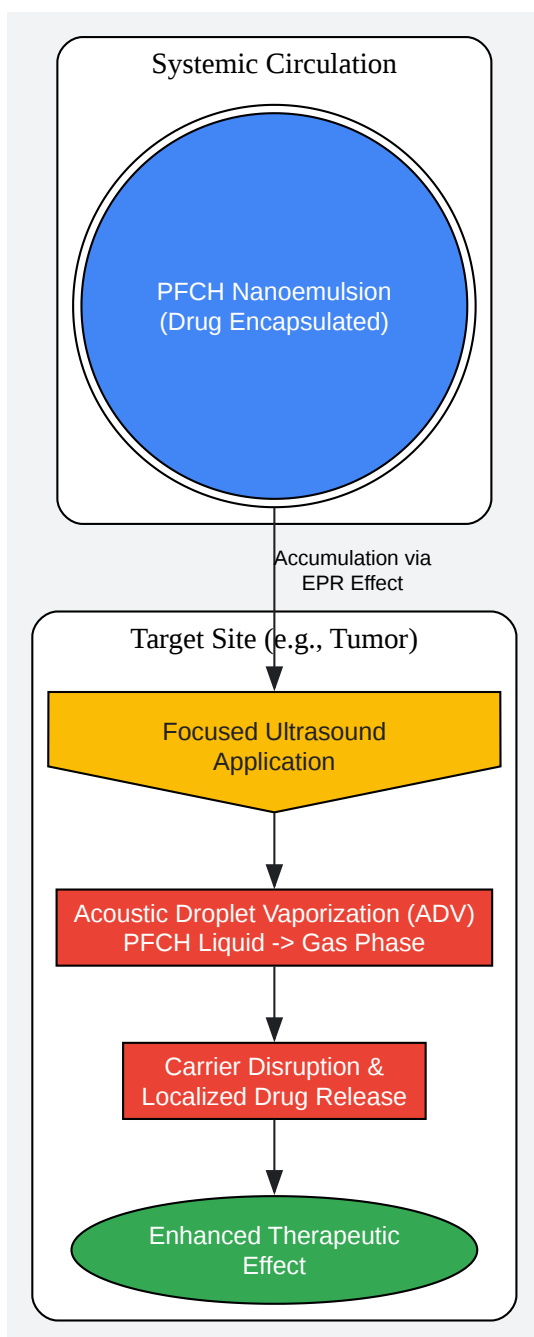 Systemic Circulation
PFCH Nanoemulsion
(Drug Encapsulated)
Accumulation via
EPR Effect
Target Site (e.g., Tumor)
Focused Ultrasound
Application
Acoustic Droplet Vaporization (ADV)
PFCH Liquid -> Gas Phase
Carrier Disruption &
Localized Drug Release
Enhanced Therapeutic
Effect